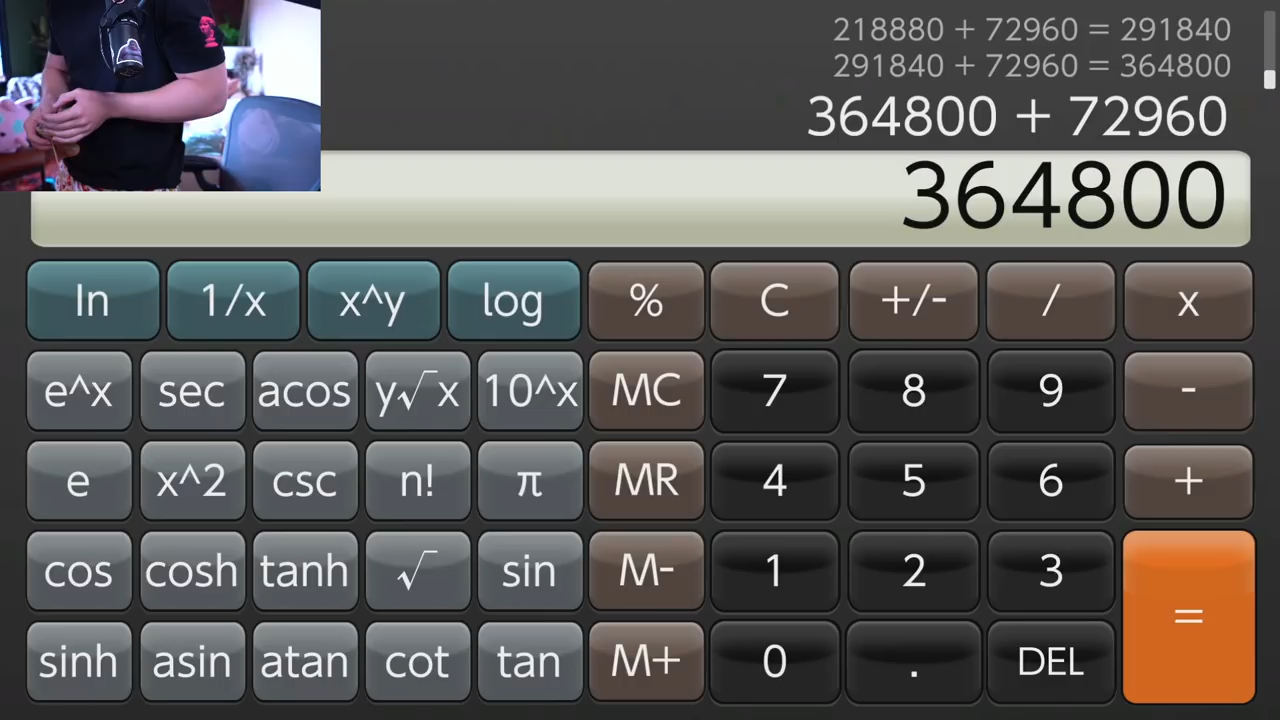 218880 + 72960 = 291840
291840 + 72960 = 364800
364800 + 72960
364800
ln 1/x x^y log % C +/- / x
e^x sec acos y√x 10^x MC 7 8 9 -
e x^2 csc n! π MR 4 5 6 +
cos cosh tanh √ sin M- 1 2 3 =
sinh asin atan cot tan M+ 0 . DEL